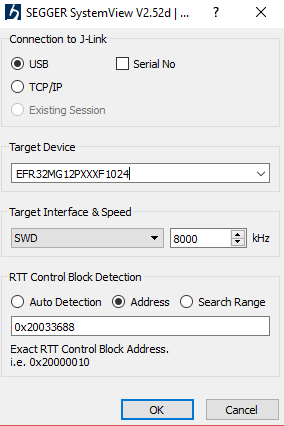 SEGGER SystemView V2.52d |
Connection to J-Link
USB
Serial No
TCP/IP
Existing Session
Target Device
EFR32MG12PXXXF1024
Target Interface & Speed
SWD
8000
kHz
RTT Control Block Detection
Auto Detection
Address
Search Range
0x20033688
Exact RTT Control Block Address.
i.e. 0x20000010
OK
Cancel